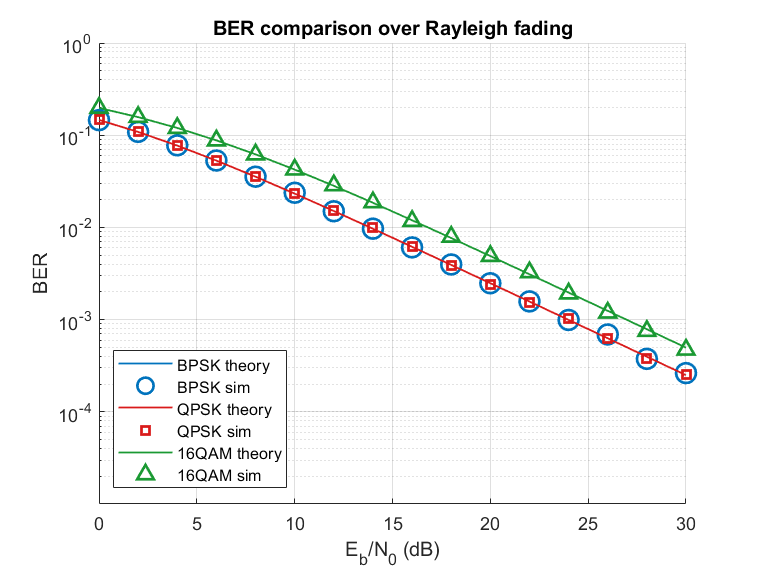 BER comparison over Rayleigh fading
10^0
10^-1
10^-2
10^-3
10^-4
BER
BPSK theory
BPSK sim
QPSK theory
QPSK sim
16QAM theory
16QAM sim
0 5 10 15 20 25 30
E_b/N_0 (dB)